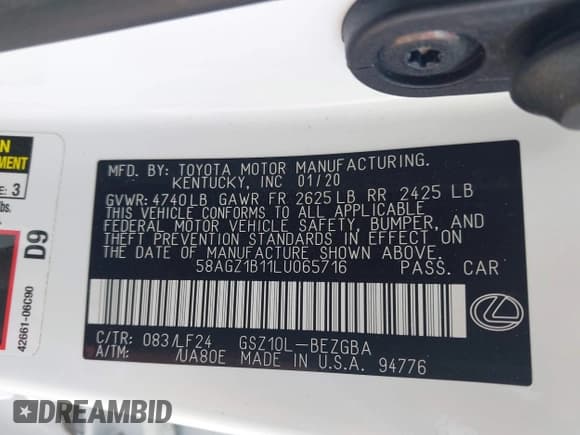 MFD. BY: TOYOTA MOTOR MANUFACTURING.
KENTUCKY, INC 01/20
GVWR: 4740LB GAWR FR 2625LB RR 2425 LB
THIS VEHICLE CONFORMS TO ALL APPLICABLE
FEDERAL MOTOR VEHICLE SAFETY, BUMPER, AND
THEFT PREVENTION STANDARDS IN EFFECT ON
THE DATE OF MANUFACTURE SHOWN ABOVE.
58AGZ1B11LU065716 PASS. CAR
C/TR: 083/LF24 GSZ10L-BEZGBA
A/TM: /UA80E MADE IN U.S.A. 94776
E: 3
bs.
D9
42661-06C90
DREAMBID